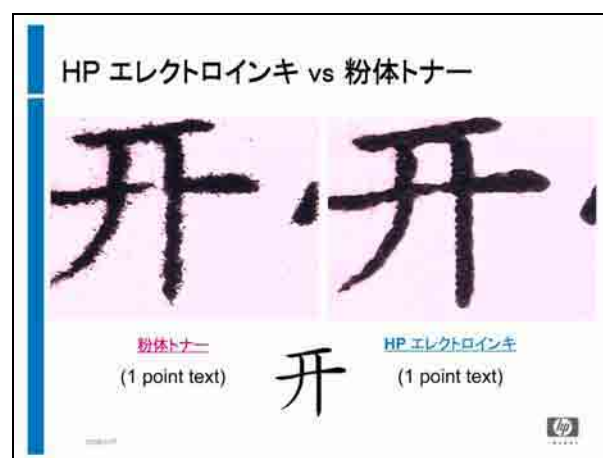 HP エレクトロインキ vs 粉体トナー
开
开
粉体トナー
HP エレクトロインキ
(1 point text)
(1 point text)
开
hp
invent